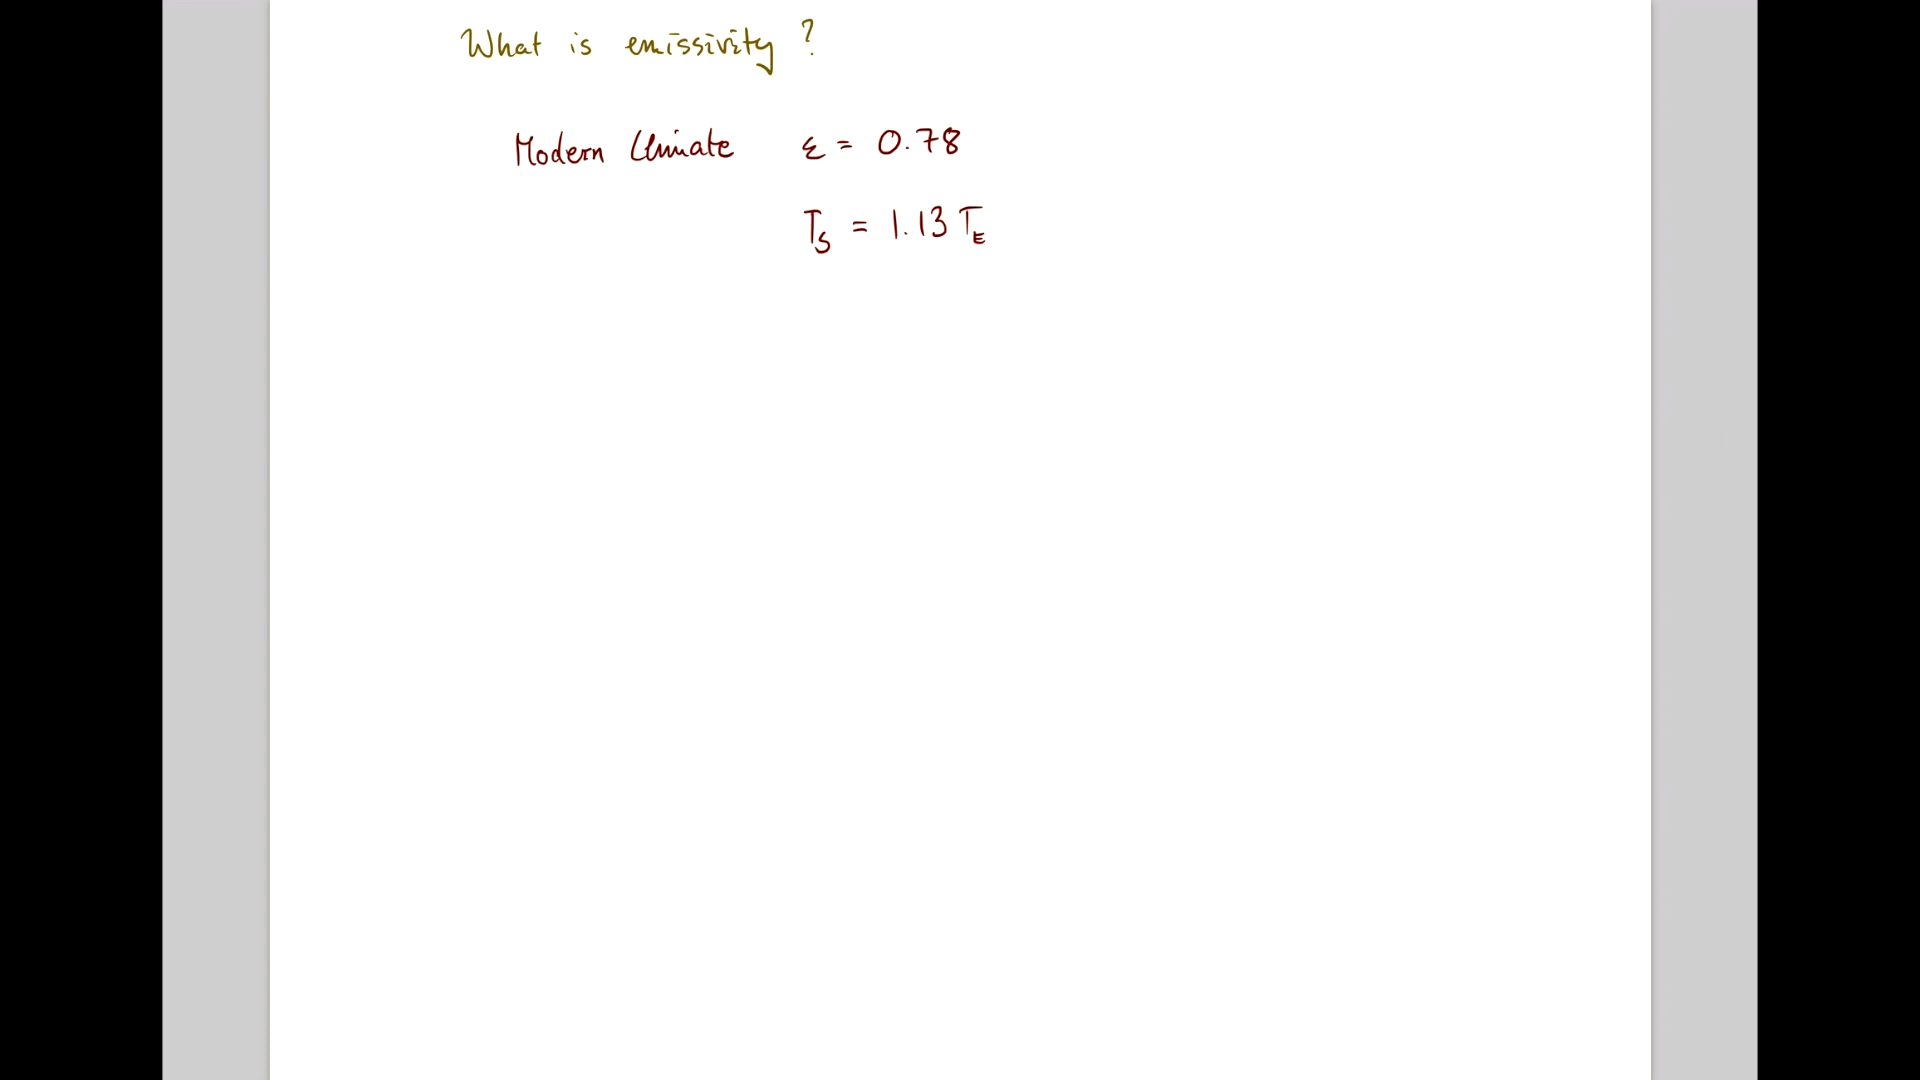 What is emissivity ?
Modern Climate ε = 0.78
T_S = 1.13 T_E